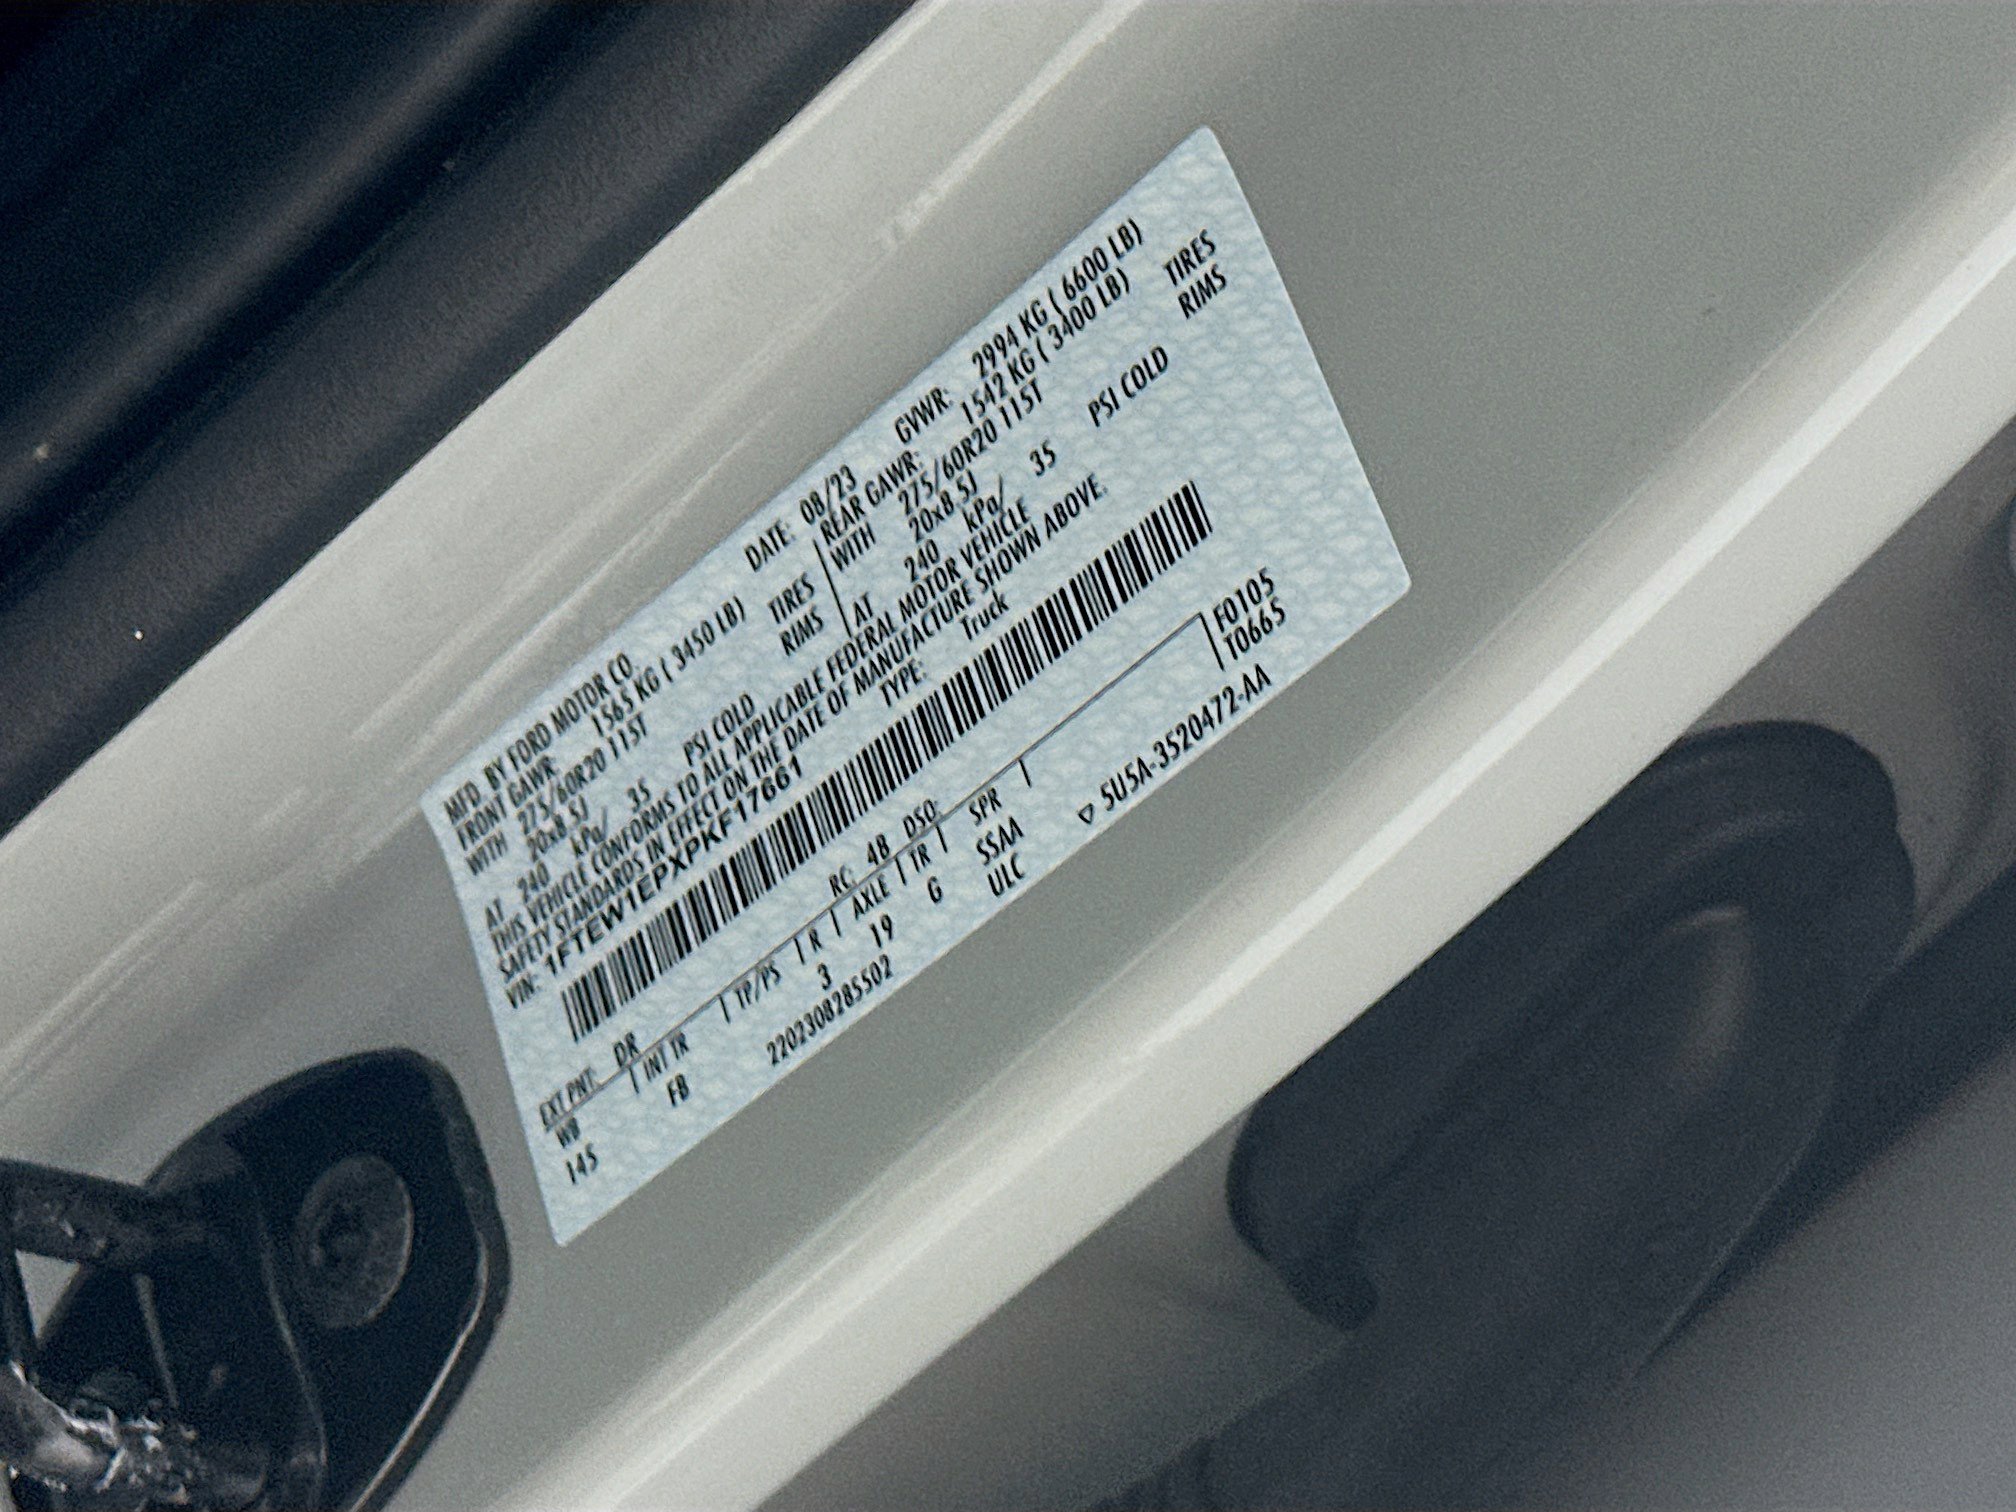 MFD. BY FORD MOTOR CO. DATE: 08/23 GVWR: 2994 KG ( 6600 LB)
FRONT GAWR: 1565 KG ( 3450 LB) REAR GAWR: 1542 KG ( 3400 LB)
WITH 275/60R20 115T TIRES WITH 275/60R20 115T TIRES
20x8.5J RIMS 20x8.5J RIMS
AT 240 kPa/ 35 PSI COLD AT 240 kPa/ 35 PSI COLD
THIS VEHICLE CONFORMS TO ALL APPLICABLE FEDERAL MOTOR VEHICLE
SAFETY STANDARDS IN EFFECT ON THE DATE OF MANUFACTURE SHOWN ABOVE.
VIN: 1FTEW1EPXPKF17661 TYPE: Truck
EXT PNT: DR RC: 4B DSO: F0105
WB INT TR TP/PS R AXLE TR SPR T0665
145 FB 3 19 G SSAA
2202308285502 ULC ▽ 5U5A-3520472-AA